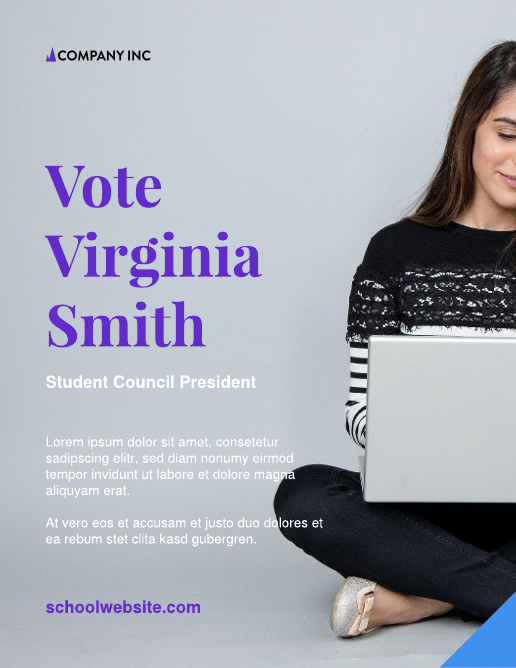 COMPANY INC
Vote
Virginia
Smith
Student Council President
Lorem ipsum dolor sit amet, consetetur
sadipscing elitr, sed diam nonumy eirmod
tempor invidunt ut labore et dolore magna
aliquyam erat.
At vero eos et accusam et justo duo dolores et
ea rebum stet clita kasd gubergren.
schoolwebsite.com